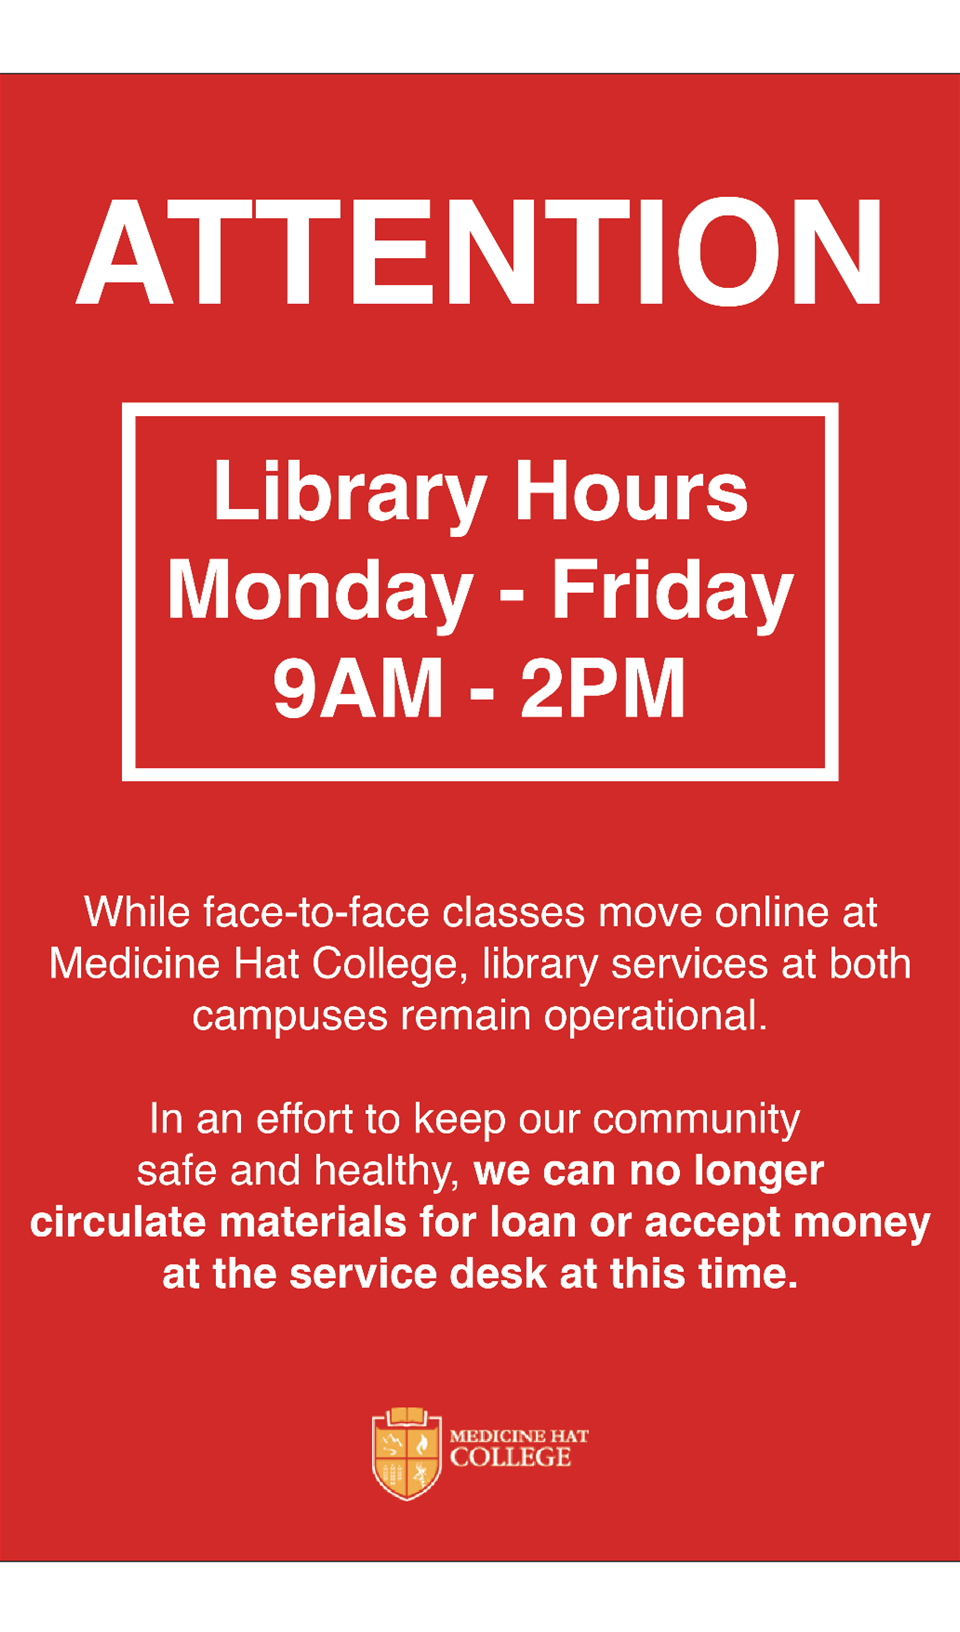 ATTENTION
Library Hours
Monday - Friday
9AM - 2PM
While face-to-face classes move online at
Medicine Hat College, library services at both
campuses remain operational.
In an effort to keep our community
safe and healthy, we can no longer
circulate materials for loan or accept money
at the service desk at this time.
MEDICINE HAT
COLLEGE